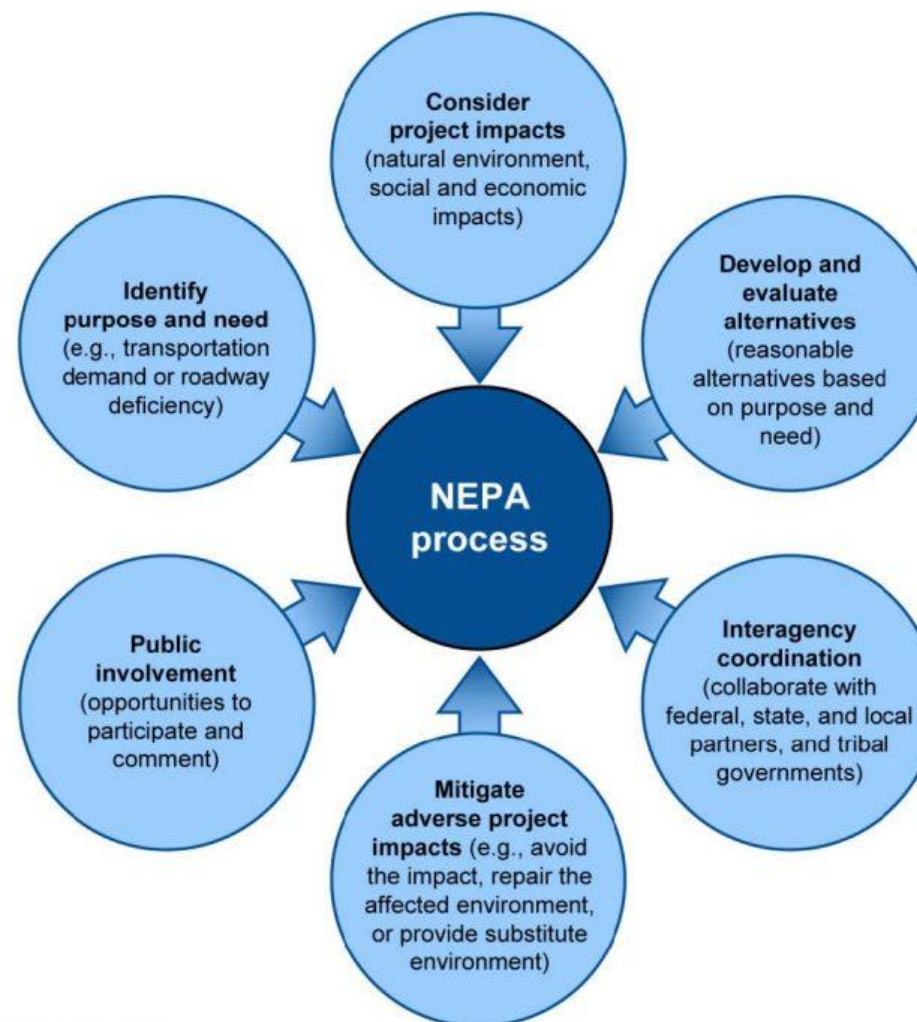 Consider
project impacts
(natural environment,
social and economic
impacts)
Identify
purpose and need
(e.g., transportation
demand or roadway
deficiency)
Develop and
evaluate
alternatives
(reasonable
alternatives based
on purpose and
need)
NEPA
process
Public
involvement
(opportunities to
participate and
comment)
Interagency
coordination
(collaborate with
federal, state, and local
partners, and tribal
governments)
Mitigate
adverse project
impacts (e.g., avoid
the impact, repair the
affected environment,
or provide substitute
environment)